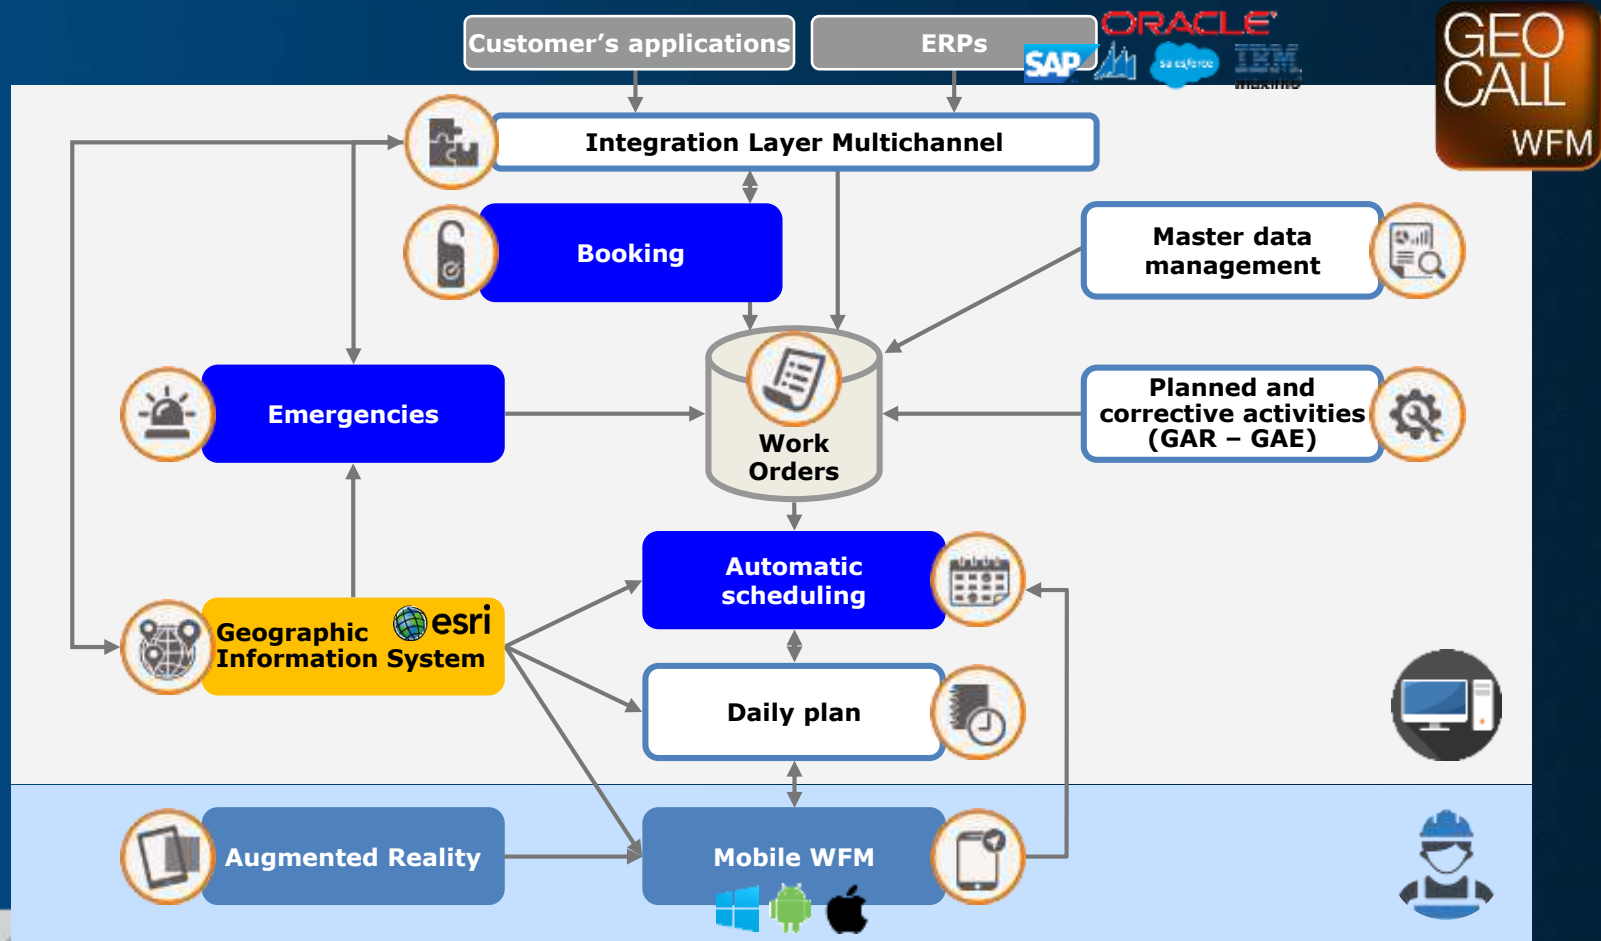 Customer's applications
ERPs
ORACLE
SAP
salesforce
IBM
maximo
GEO
CALL
WFM
Integration Layer Multichannel
Booking
Master data
management
Emergencies
Work
Orders
Planned and
corrective activities
(GAR – GAE)
Automatic
scheduling
Geographic
Information System
esri
Daily plan
Augmented Reality
Mobile WFM